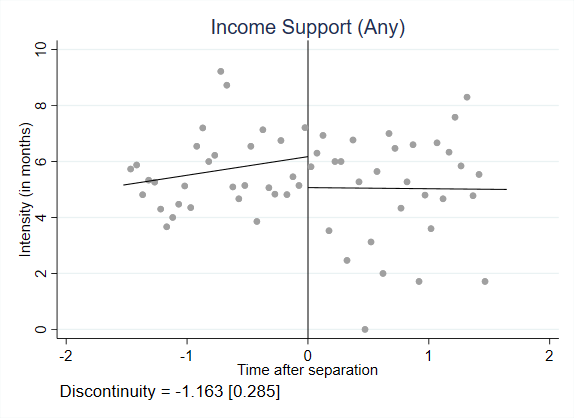 Income Support (Any)
Intensity (in months)
10
8
6
4
2
0
-2 -1 0 1 2
Time after separation
Discontinuity = -1.163 [0.285]